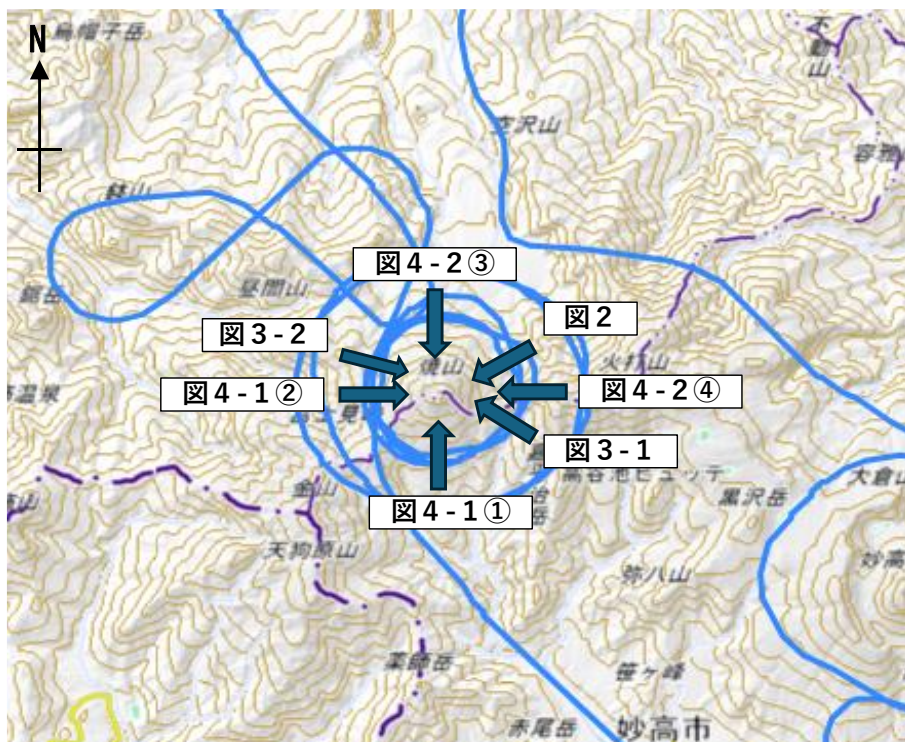 烏帽子岳
不動山
N
空沢山
容雅
鉢山
図4-2③
鋸岳
昼闇山
図2
図3-2
焼山
火打山
図4-1②
図4-2④
図3-1
金山
高谷池ヒュッテ
大倉山
図4-1①
黒沢岳
天狗原山
妙高
弥八山
薬師岳
笹ヶ峰
赤尾岳
妙高市